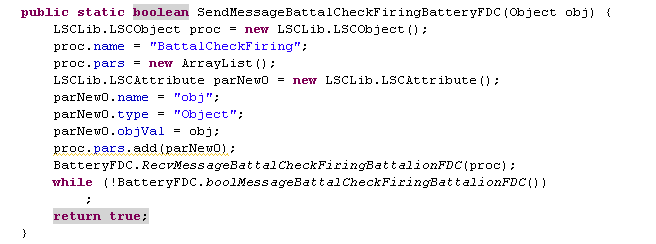 public static boolean SendMessageBattalCheckFiringBatteryFDC(Object obj) {
LSCLib.LSCObject proc = new LSCLib.LSCObject();
proc.name = "BattalCheckFiring";
proc.pars = new ArrayList();
LSCLib.LSCAttribute parNew0 = new LSCLib.LSCAttribute();
parNew0.name = "obj";
parNew0.type = "Object";
parNew0.objVal = obj;
proc.pars.add(parNew0);
BatteryFDC.RecvMessageBattalCheckFiringBattalionFDC(proc);
while (!BatteryFDC.boolMessageBattalCheckFiringBattalionFDC())
;
return true;
}